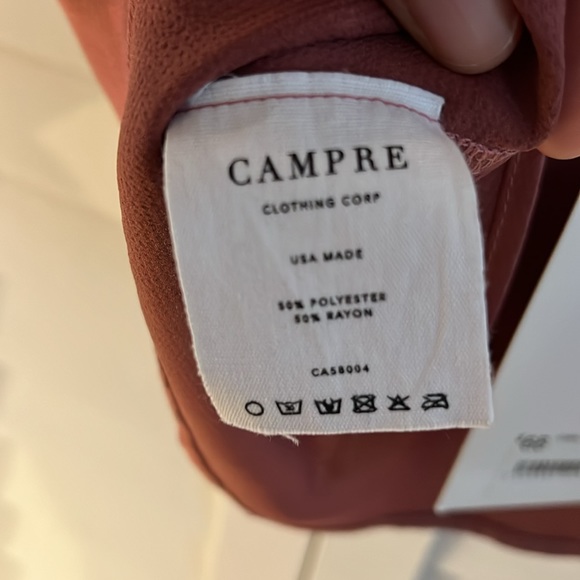 CAMPRE
CLOTHING CORP
USA MADE
50% POLYESTER
50% RAYON
CA58004